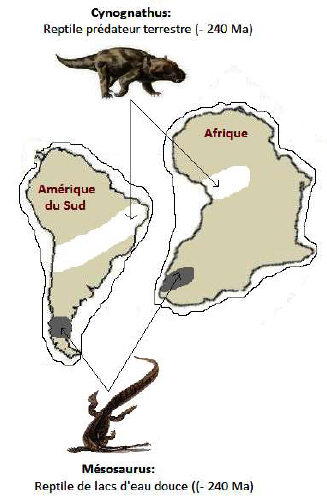 Cynognathus:
Reptile prédateur terrestre (- 240 Ma)
Afrique
Amérique
du Sud
Mésosaurus:
Reptile de lacs d'eau douce ((- 240 Ma)